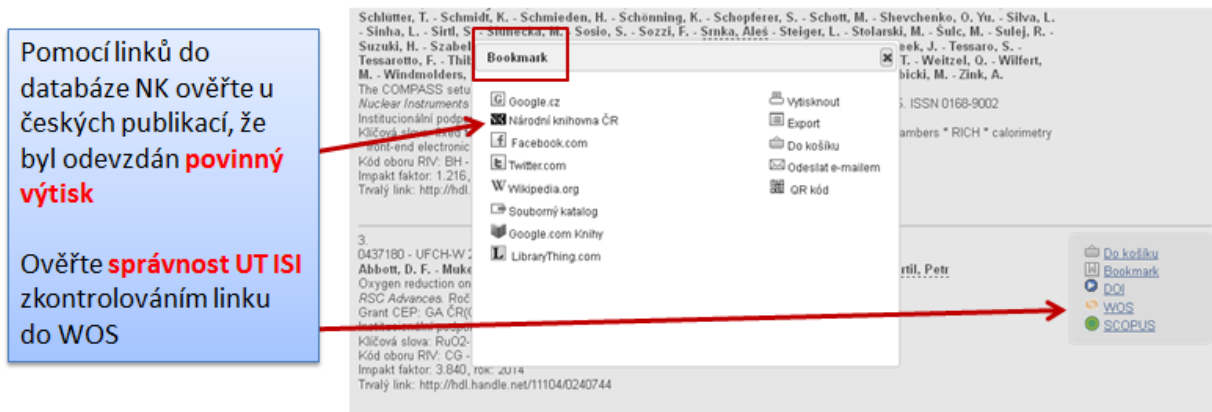 Pomocí linků do
databáze NK ověřte u
českých publikací, že
byl odevzdán povinný
výtisk
Ověřte správnost UT ISI
zkontrolováním linku
do WOS
Schlütter, T. - Schmidt, K. - Schmieden, H. - Schönning, K. - Schopferer, S. - Schott, M. - Shevchenko, O. Yu. - Silva, L.
- Sinha, L. - Sirtl, S. - Slunecka, M. - Sosio, S. - Sozzi, F. - Srnka, Aleš - Steiger, L. - Stolarski, M. - Šulc, M. - Sulej, R. -
Suzuki, H. - Szabel eek, J. - Tessaro, S. -
Tessarotto, F. - Thib T. - Weitzel, Q. - Wilfert,
M. - Windmolders, bicki, M. - Zink, A.
The COMPASS setu
Nuclear Instruments . ISSN 0168-9002
Institucionální podpo
Klíčová slova: fixed t ambers * RICH * calorimetry
front-end electronic
Kód oboru RIV: BH -
Impakt faktor: 1.216,
Trvalý link: http://hdl.
Bookmark
Google.cz
Národní knihovna ČR
Facebook.com
Twitter.com
Wikipedia.org
Souborný katalog
Google.com Knihy
LibraryThing.com
Vytisknout
Export
Do košíku
Odeslat e-mailem
QR kód
3.
0437180 - UFCH-W 2
Abbott, D. F. - Muke rtil, Petr
Oxygen reduction on
RSC Advances. Roč
Grant CEP: GA ČR(
Institucionální podpo
Klíčová slova: RuO2-
Kód oboru RIV: CG -
Impakt faktor: 3.840, rok: 2014
Trvalý link: http://hdl.handle.net/11104/0240744
Do košíku
Bookmark
DOI
WOS
SCOPUS